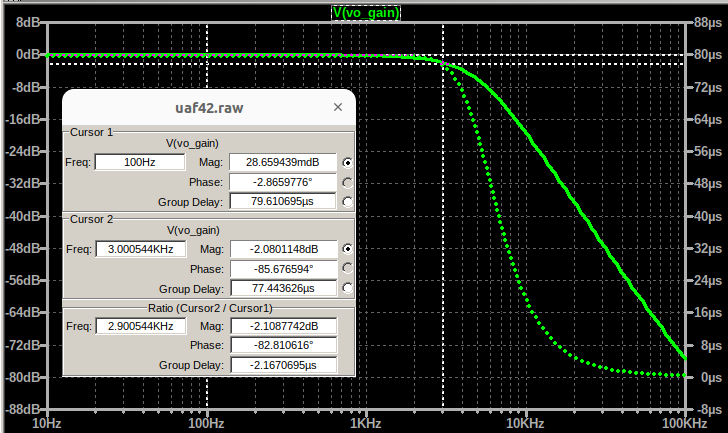 V(vo_gain)
8dB
0dB
-8dB
-16dB
-24dB
-32dB
-40dB
-48dB
-56dB
-64dB
-72dB
-80dB
-88dB
88µs
80µs
72µs
64µs
56µs
48µs
40µs
32µs
24µs
16µs
8µs
0µs
-8µs
10Hz 100Hz 1KHz 10KHz 100KHz
uaf42.raw ×
Cursor 1
V(vo_gain)
Freq: 100Hz Mag: 28.659439mdB
Phase: -2.8659776°
Group Delay: 79.610695µs
Cursor 2
V(vo_gain)
Freq: 3.000544KHz Mag: -2.0801148dB
Phase: -85.676594°
Group Delay: 77.443626µs
Ratio (Cursor2 / Cursor1)
Freq: 2.900544KHz Mag: -2.1087742dB
Phase: -82.810616°
Group Delay: -2.1670695µs